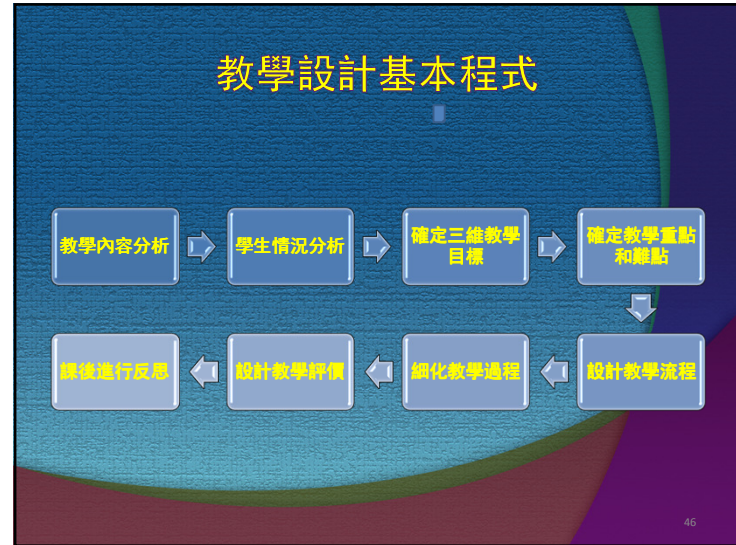 教學設計基本程式
教學內容分析
學生情況分析
確定三維教學
目標
確定教學重點
和難點
設計教學流程
細化教學過程
設計教學評價
課後進行反思
46